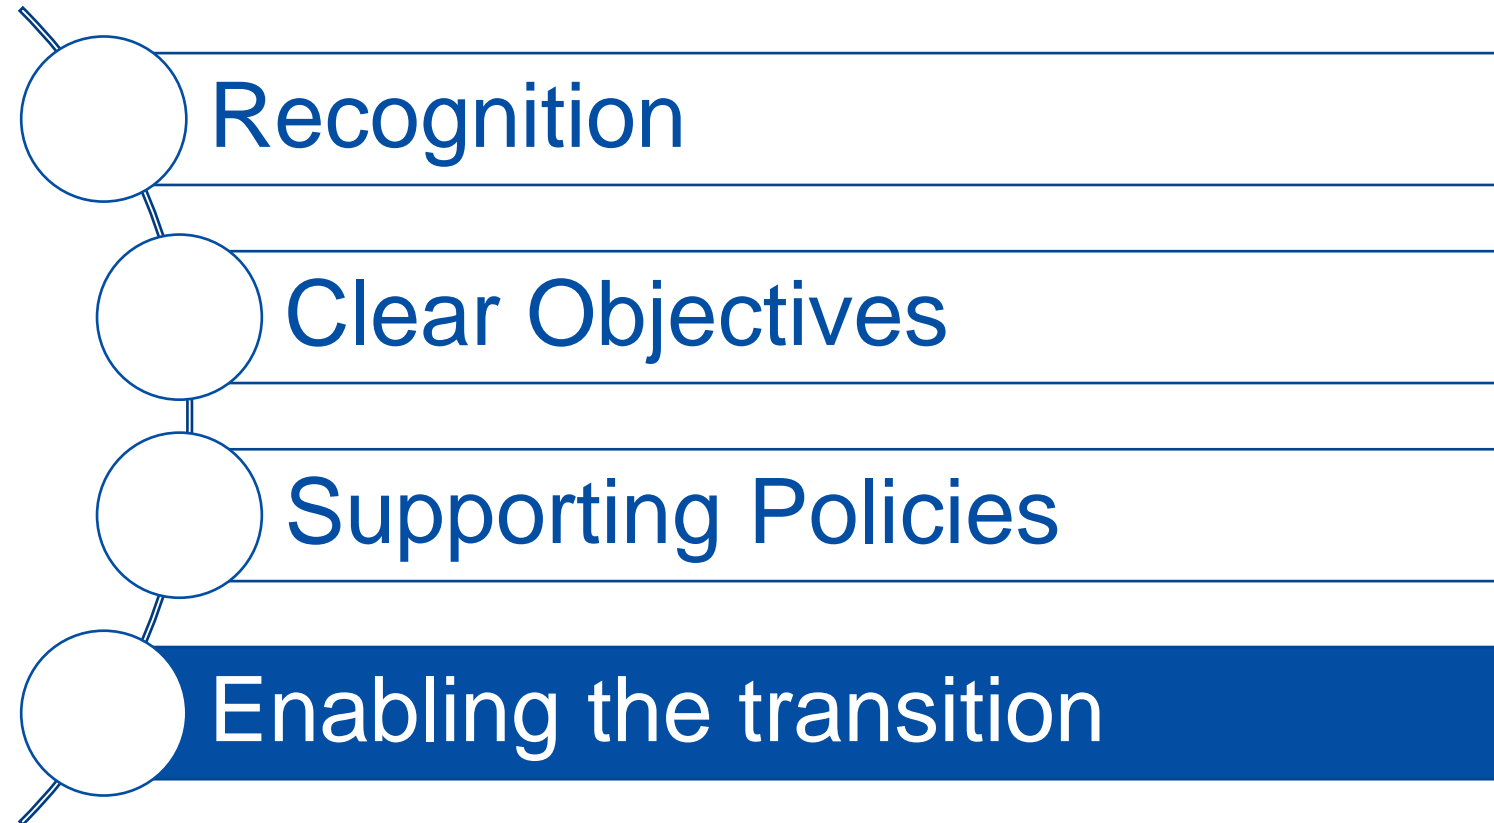 Recognition
Clear Objectives
Supporting Policies
Enabling the transition